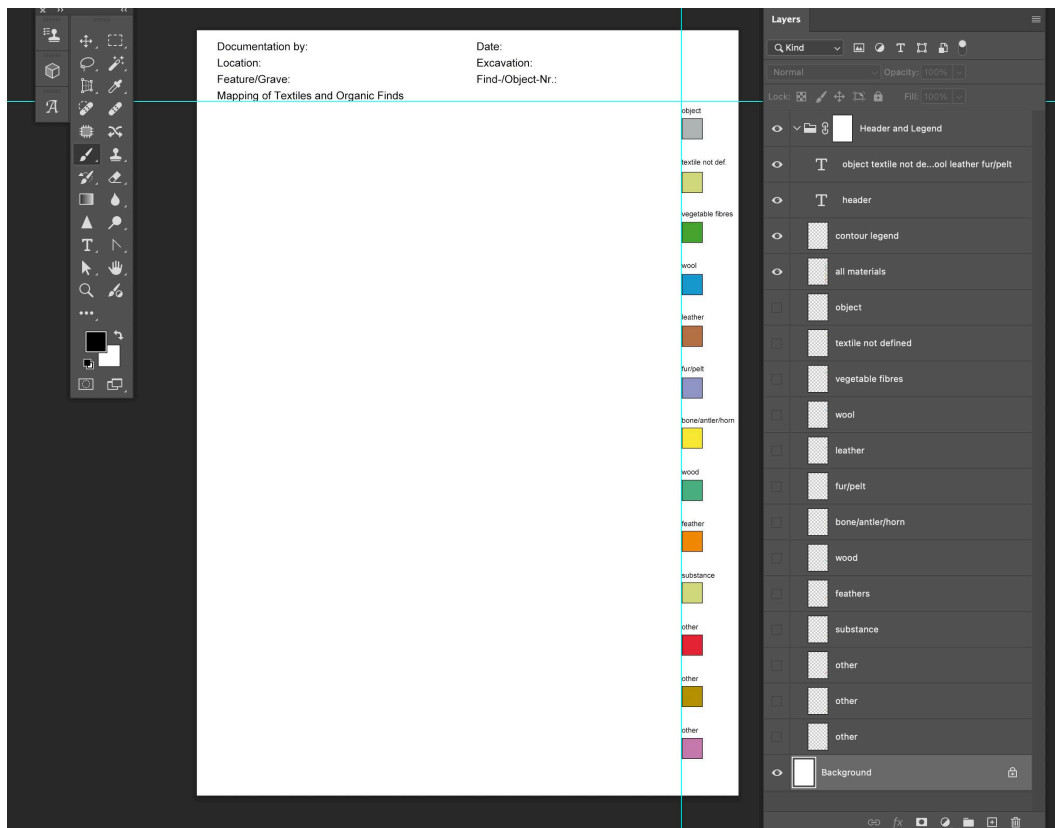 Documentation by:
Date:
Location:
Excavation:
Feature/Grave:
Find-/Object-Nr.:
Mapping of Textiles and Organic Finds
object
textile not def.
vegetable fibres
wool
leather
fur/pelt
bone/antler/horn
wood
feather
substance
other
other
other
Layers
Kind
Normal
Opacity: 100%
Lock:
Fill: 100%
Header and Legend
object textile not de...ool leather fur/pelt
header
contour legend
all materials
object
textile not defined
vegetable fibres
wool
leather
fur/pelt
bone/antler/horn
wood
feathers
substance
other
other
other
Background
fx